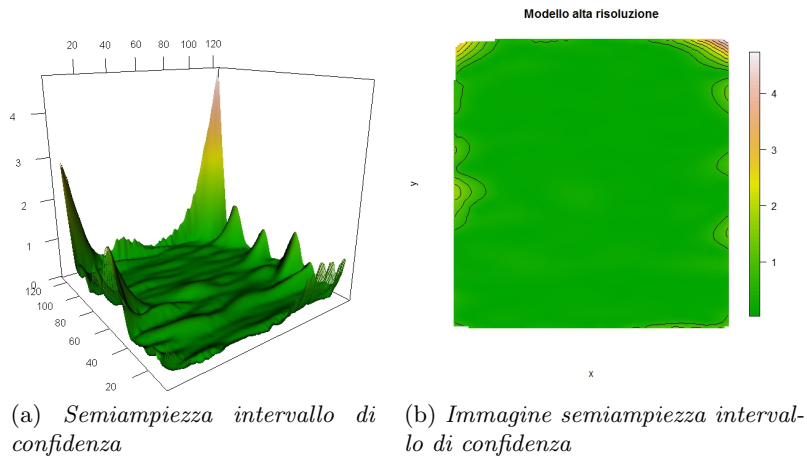 Modello alta risoluzione
20 40 60 80 100 120
4
3
2
1
0
120
100
80
60
40
20
y
x
4
3
2
1
(a) Semiampiezza intervallo di
confidenza
(b) Immagine semiampiezza interval-
lo di confidenza